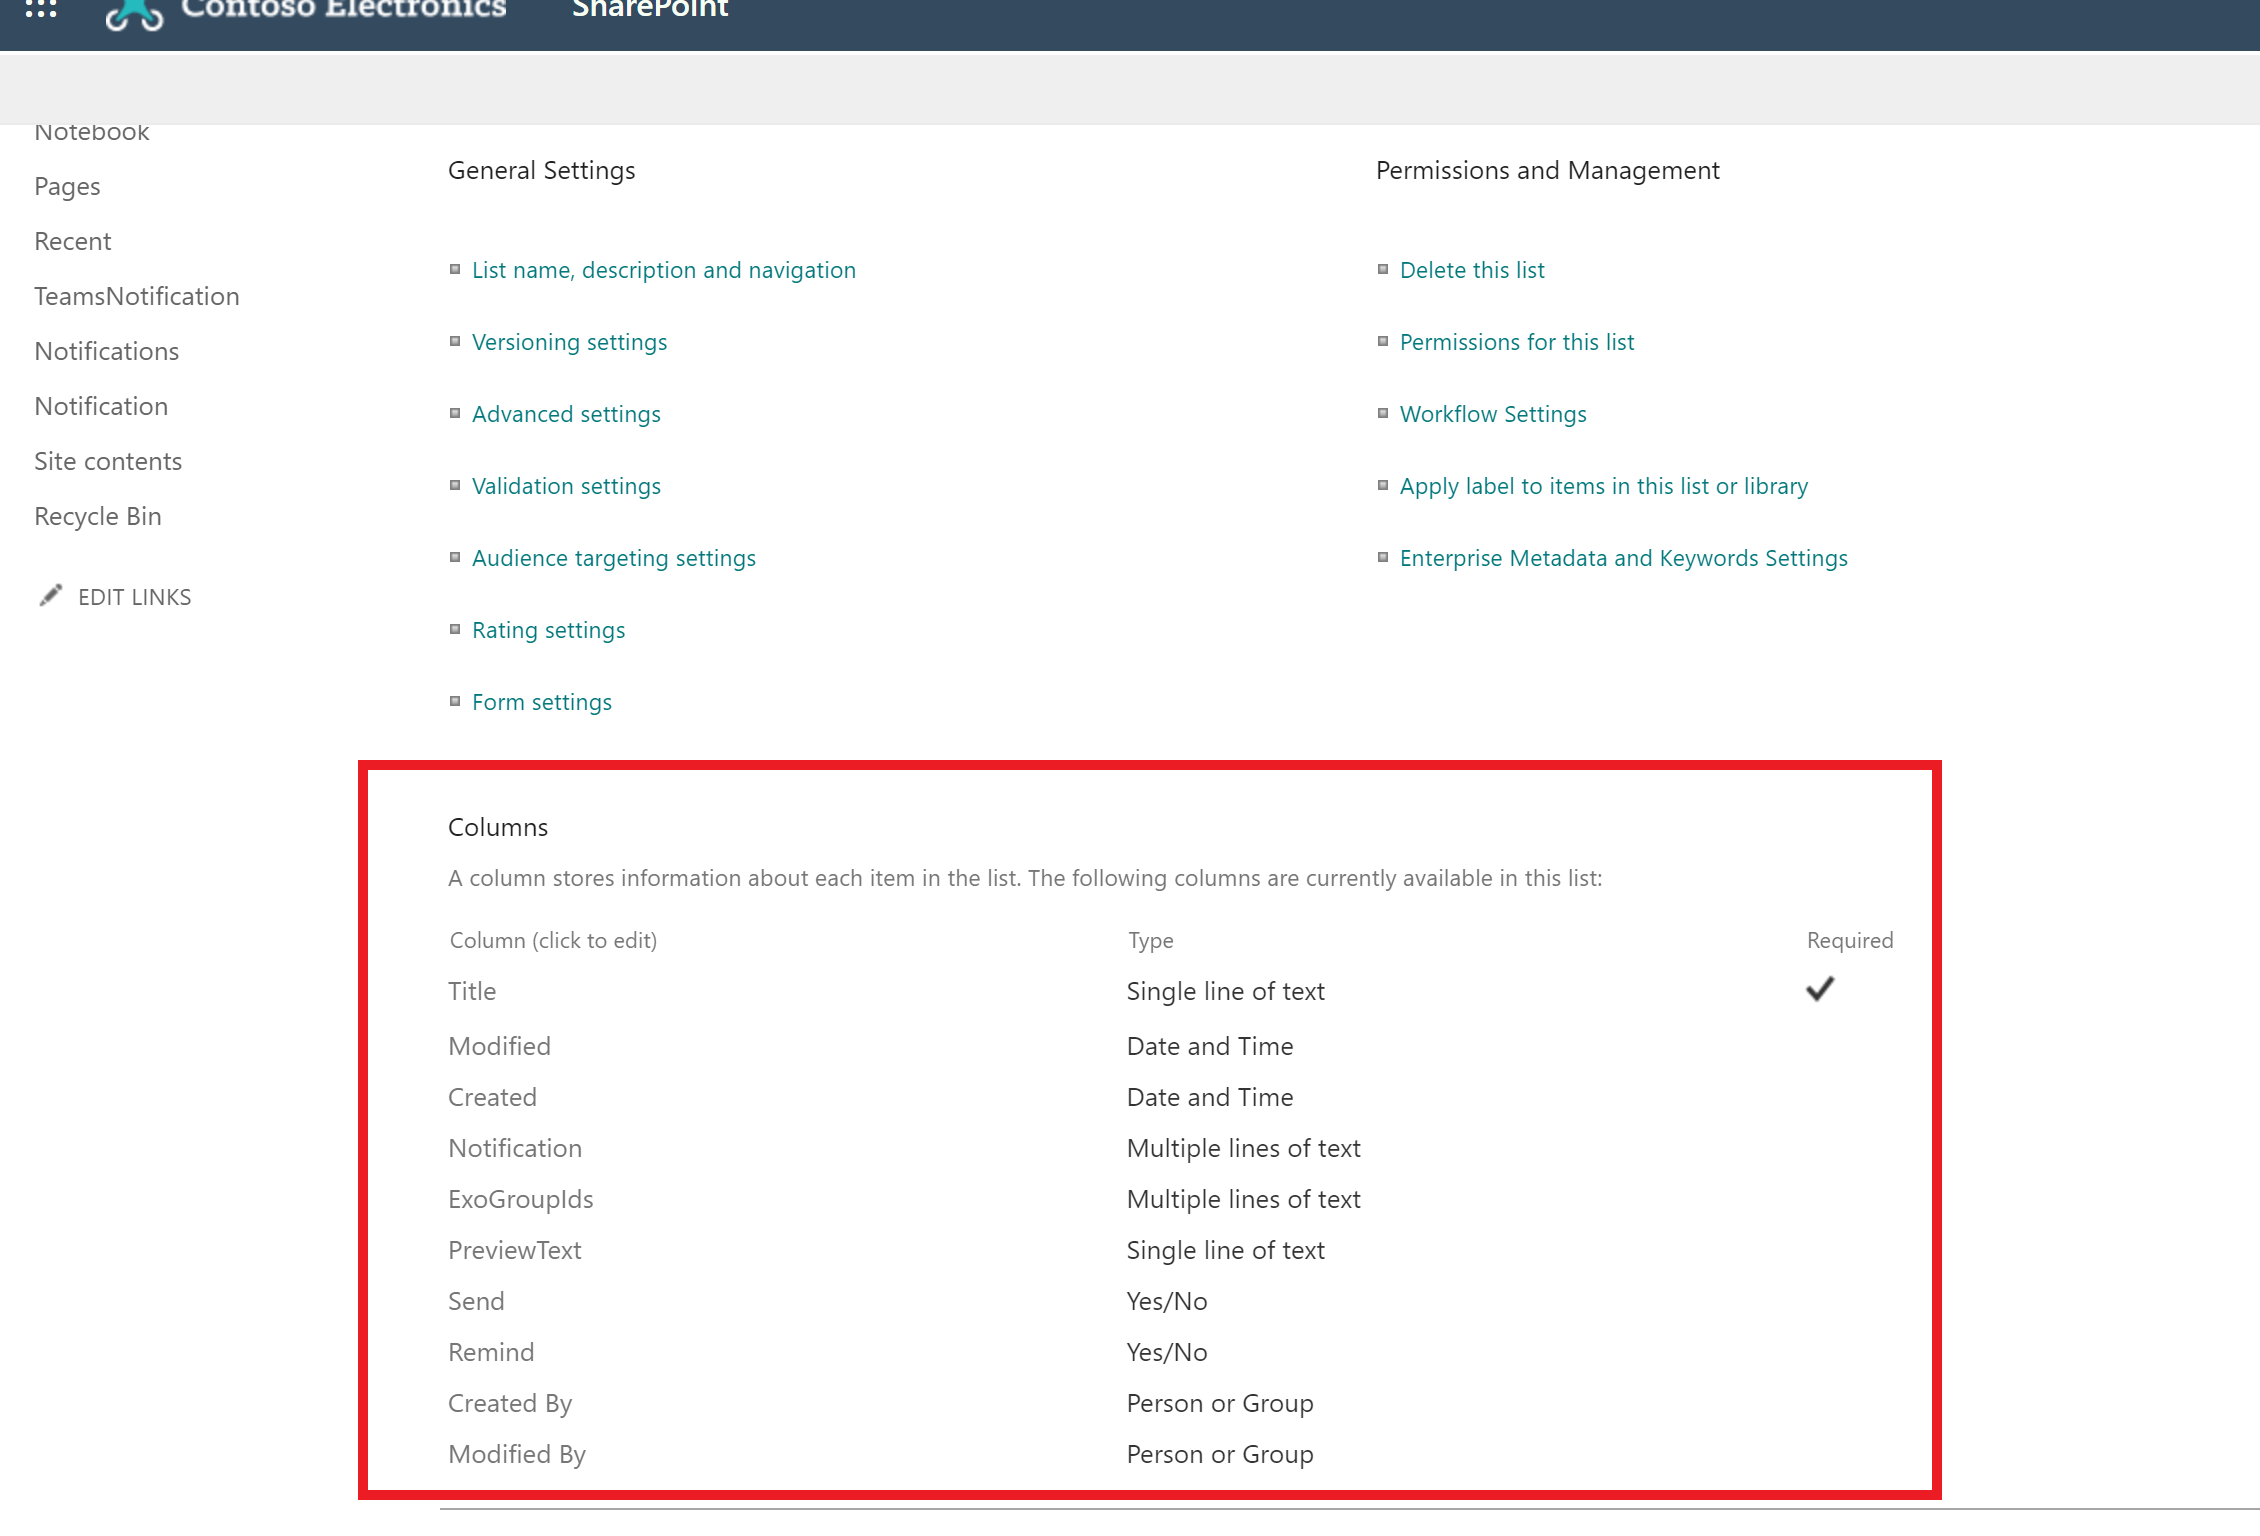 Contoso Electronics
SharePoint
Notebook
Pages
Recent
TeamsNotification
Notifications
Notification
Site contents
Recycle Bin
EDIT LINKS
General Settings
List name, description and navigation
Versioning settings
Advanced settings
Validation settings
Audience targeting settings
Rating settings
Form settings
Permissions and Management
Delete this list
Permissions for this list
Workflow Settings
Apply label to items in this list or library
Enterprise Metadata and Keywords Settings
Columns
A column stores information about each item in the list. The following columns are currently available in this list:
Column (click to edit) Type Required
Title Single line of text
Modified Date and Time
Created Date and Time
Notification Multiple lines of text
ExoGroupIds Multiple lines of text
PreviewText Single line of text
Send Yes/No
Remind Yes/No
Created By Person or Group
Modified By Person or Group